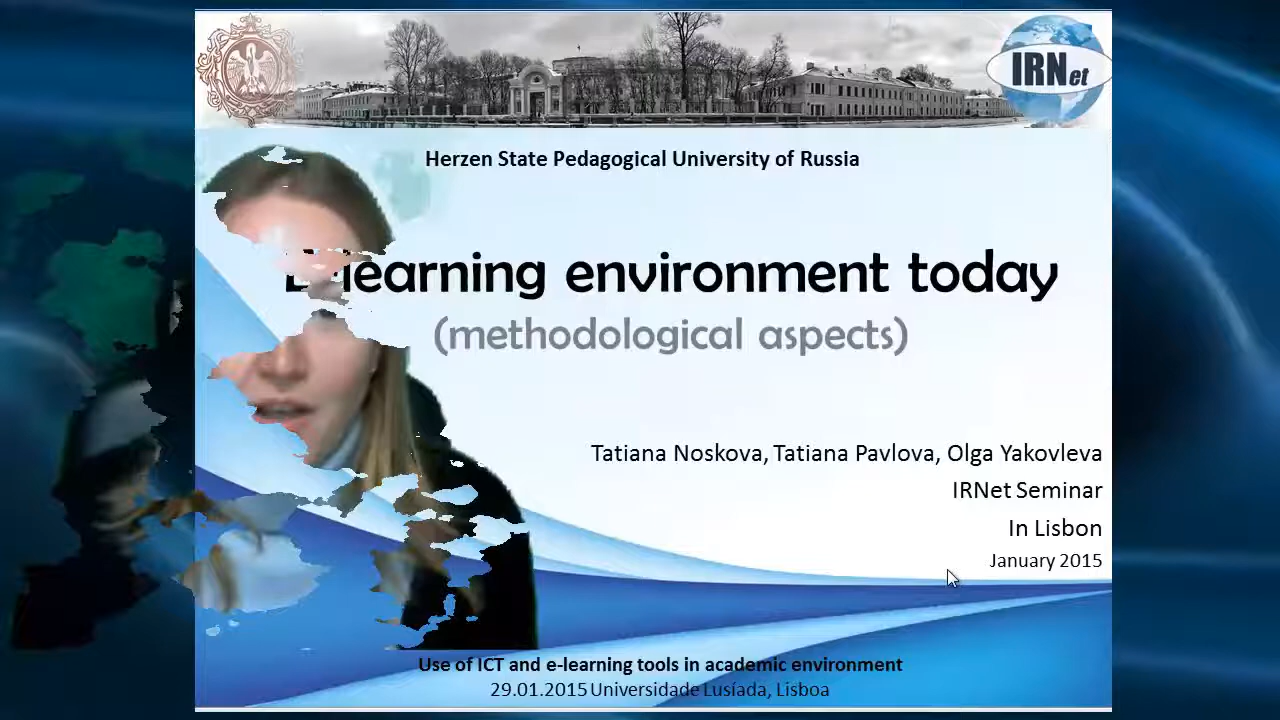 IRNet
Herzen State Pedagogical University of Russia
E-learning environment today
(methodological aspects)
Tatiana Noskova, Tatiana Pavlova, Olga Yakovleva
IRNet Seminar
In Lisbon
January 2015
Use of ICT and e-learning tools in academic environment
29.01.2015 Universidade Lusíada, Lisboa